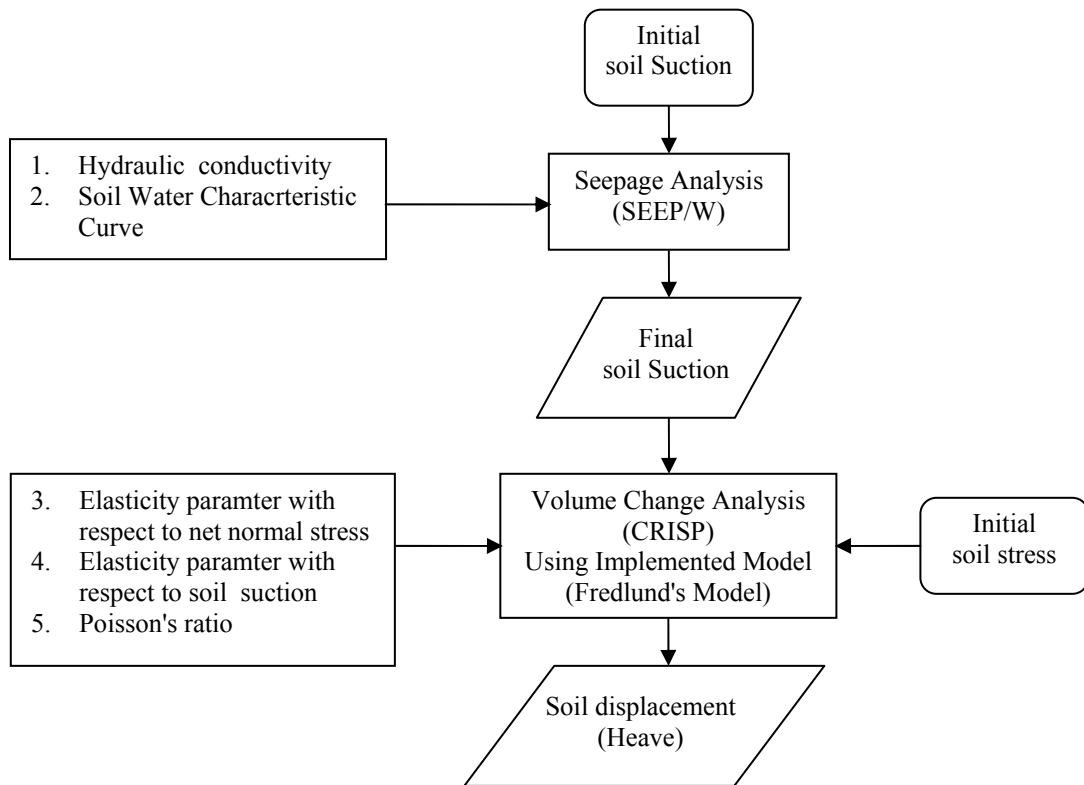 Initial
soil Suction
1. Hydraulic conductivity
2. Soil Water Characrteristic
Curve
Seepage Analysis
(SEEP/W)
Final
soil Suction
3. Elasticity paramter with
respect to net normal stress
4. Elasticity paramter with
respect to soil suction
5. Poisson's ratio
Volume Change Analysis
(CRISP)
Using Implemented Model
(Fredlund's Model)
Initial
soil stress
Soil displacement
(Heave)